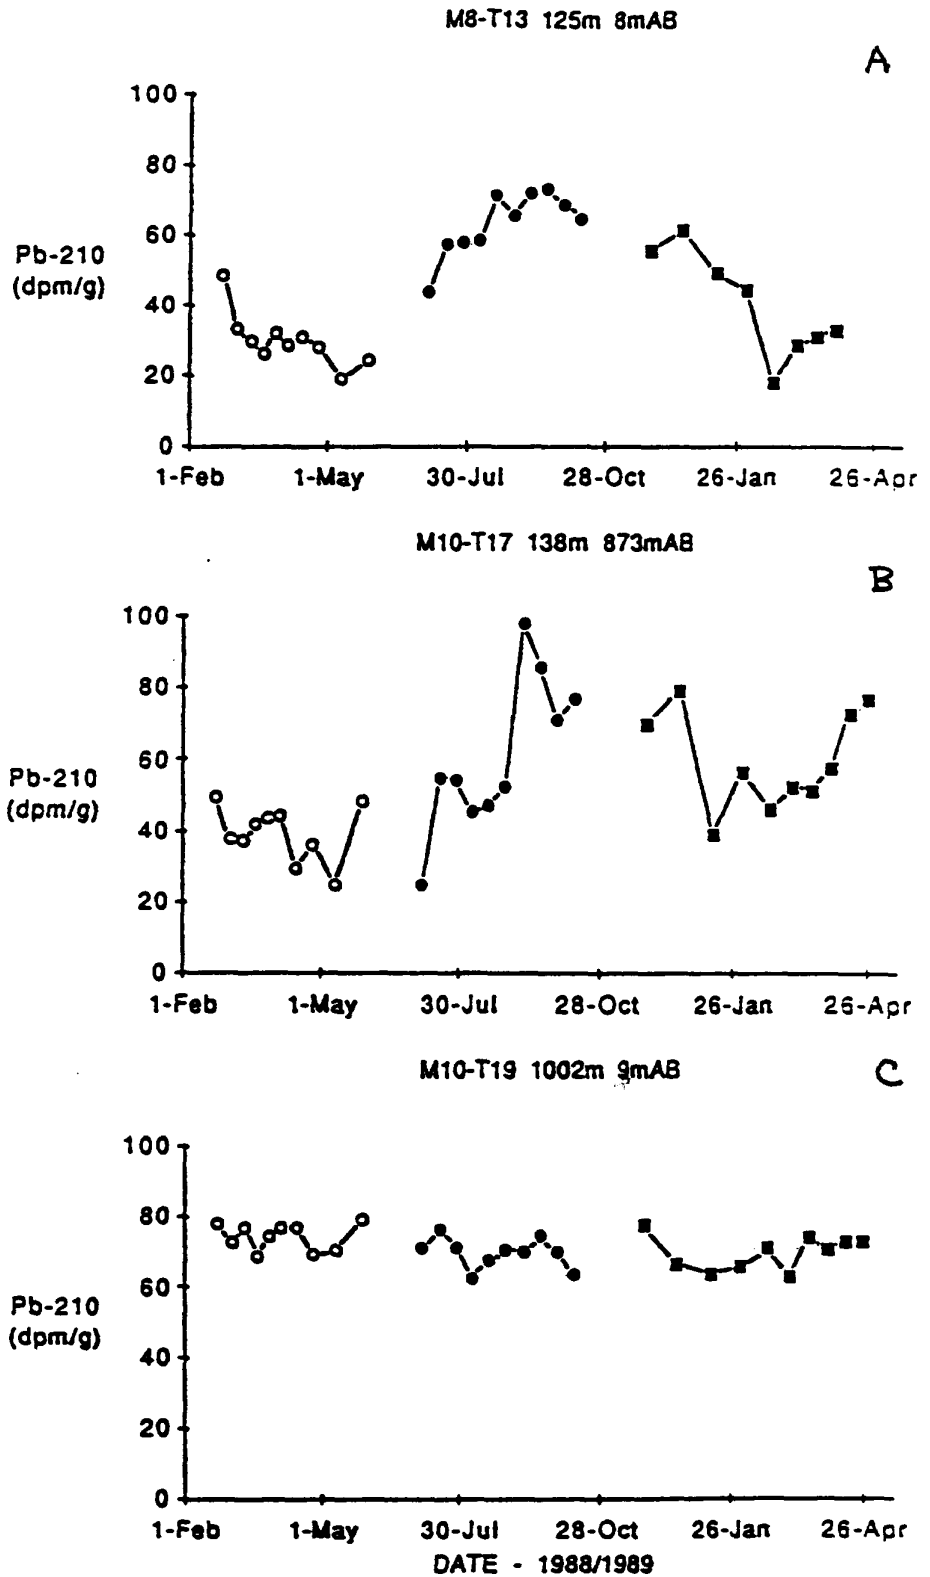 M8-T13 125m 8mAB
A
100
80
60
Pb-210
(dpm/g)
40
20
0
1-Feb 1-May 30-Jul 28-Oct 26-Jan 26-Apr
M10-T17 138m 873mAB
B
100
80
60
Pb-210
(dpm/g)
40
20
0
1-Feb 1-May 30-Jul 28-Oct 26-Jan 26-Apr
M10-T19 1002m 9mAB
C
100
80
60
Pb-210
(dpm/g)
40
20
0
1-Feb 1-May 30-Jul 28-Oct 26-Jan 26-Apr
DATE - 1988/1989